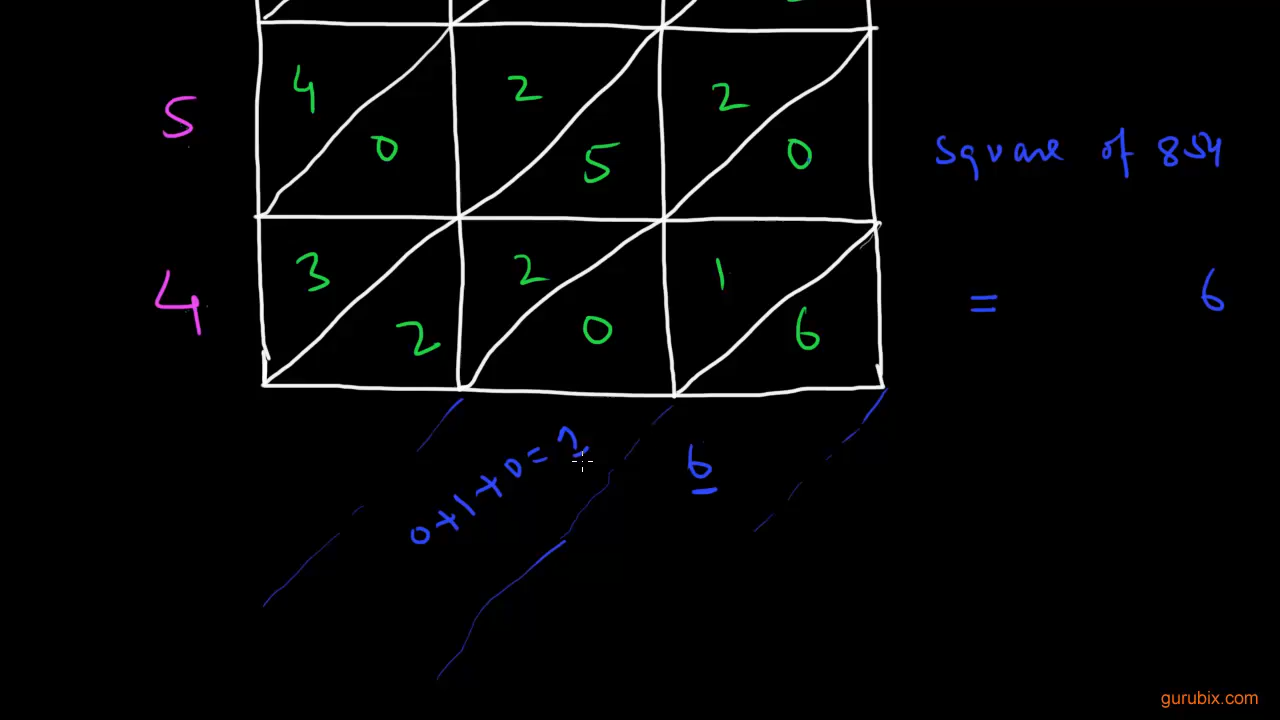 4 2 2
5 0 5 0 Square of 854
3 2 1
4 2 0 6 = 6
0+1+0=? 6
gurubix.com